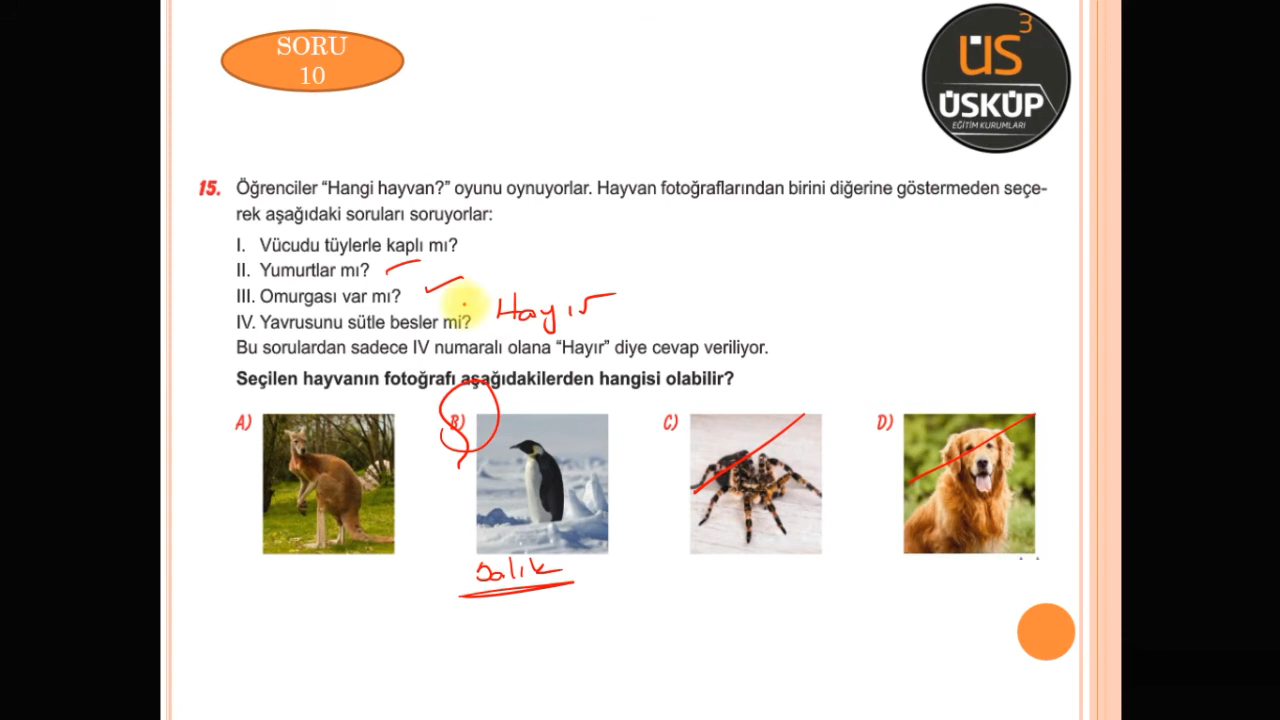 SORU
10
3
ÜS
ÜSKÜP
EĞİTİM KURUMLARI
15. Öğrenciler “Hangi hayvan?” oyunu oynuyorlar. Hayvan fotoğraflarından birini diğerine göstermeden seçe-
rek aşağıdaki soruları soruyorlar:
I. Vücudu tüylerle kaplı mı?
II. Yumurtlar mı?
III. Omurgası var mı?
IV. Yavrusunu sütle besler mi? Hayır
Bu sorulardan sadece IV numaralı olana “Hayır” diye cevap veriliyor.
Seçilen hayvanın fotoğrafı aşağıdakilerden hangisi olabilir?
A) B) C) D)
balık